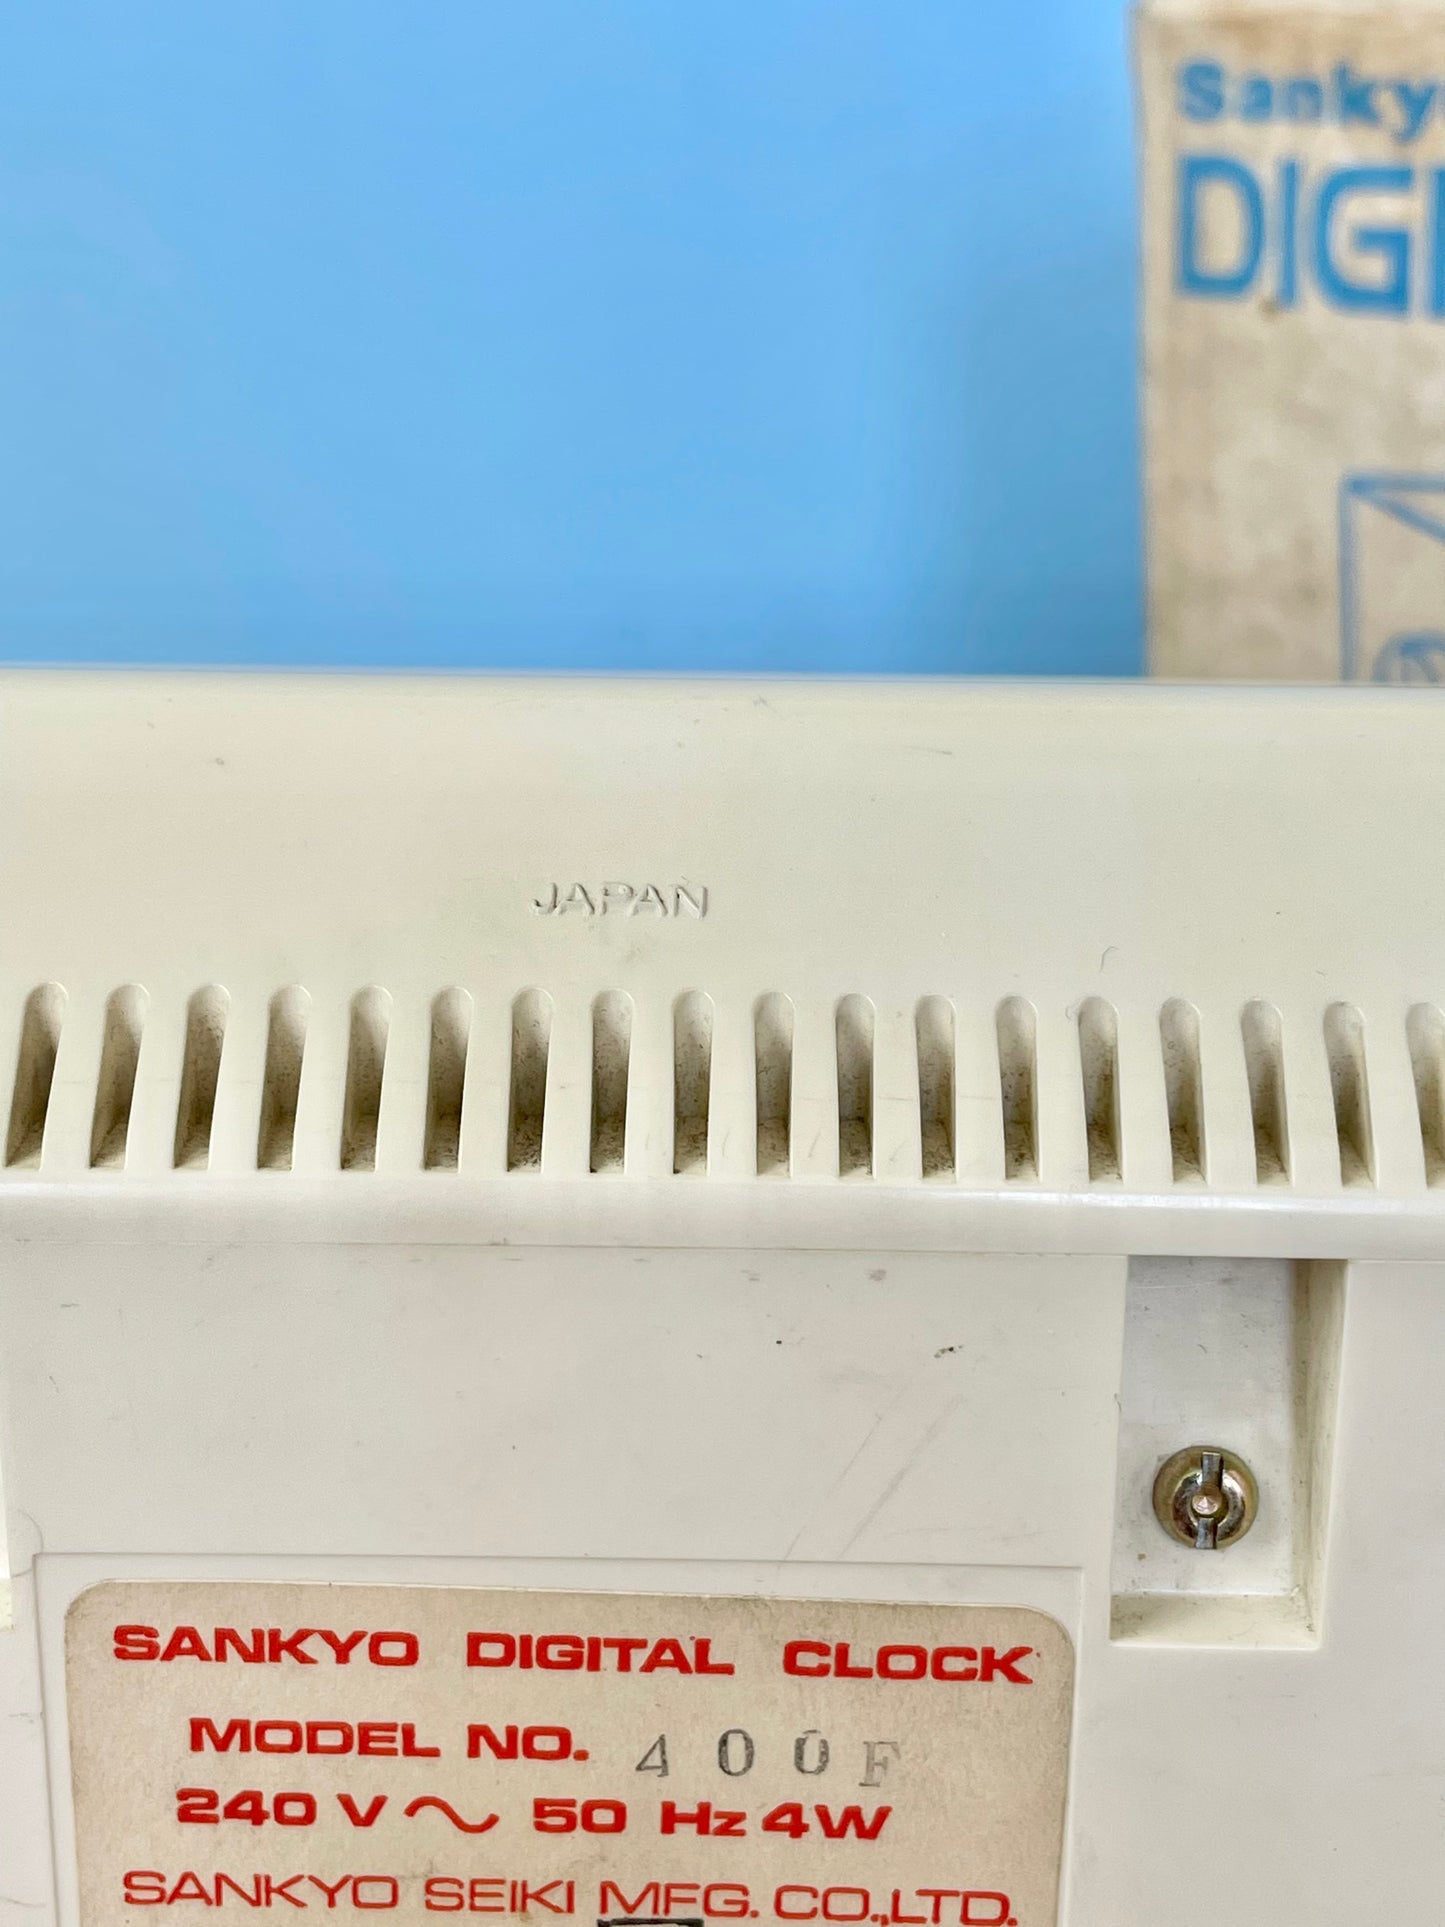 Sanky
DIGI
JAPAN
SANKYO DIGITAL CLOCK
MODEL NO. 400F
240 V ~ 50 Hz 4W
SANKYO SEIKI MFG. CO.,LTD.